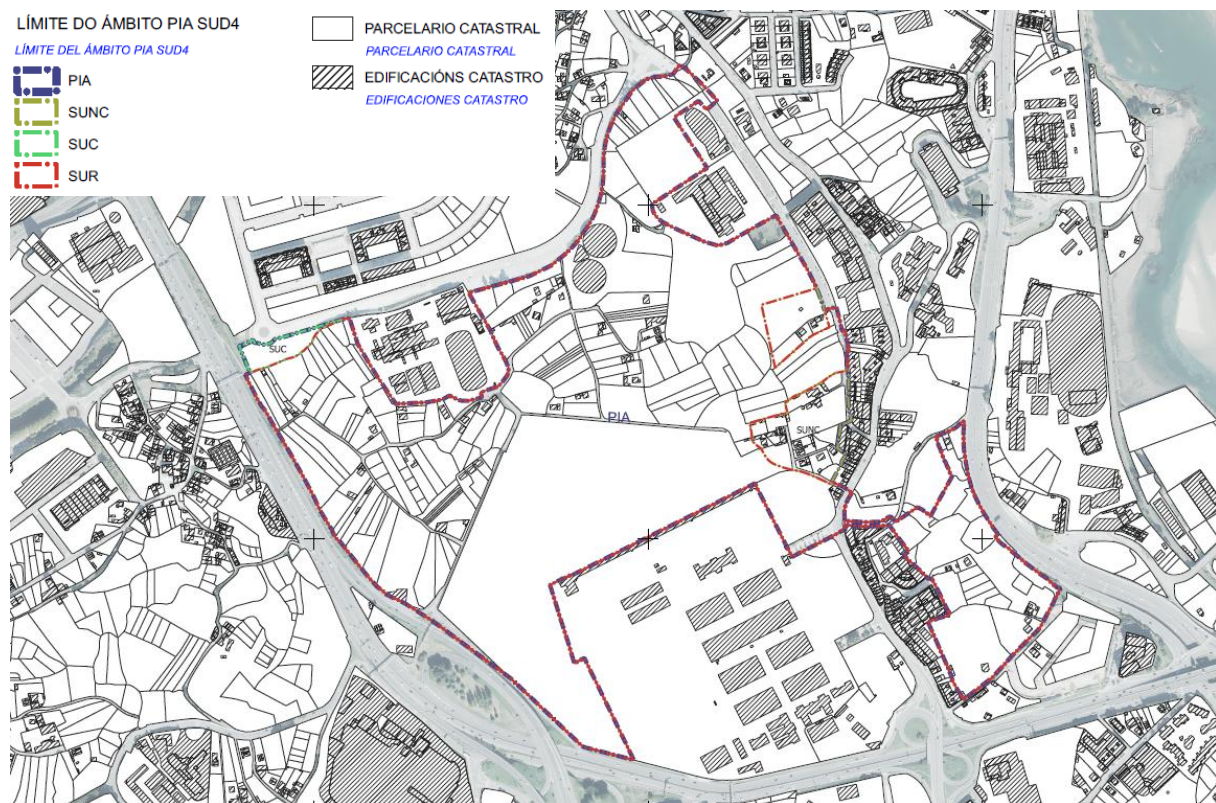 LÍMITE DO ÁMBITO PIA SUD4
LÍMITE DEL ÁMBITO PIA SUD4
PIA
SUNC
SUC
SUR
PARCELARIO CATASTRAL
PARCELARIO CATASTRAL
EDIFICACIÓNS CATASTRO
EDIFICACIONES CATASTRO
SUC
PIA
SUNC